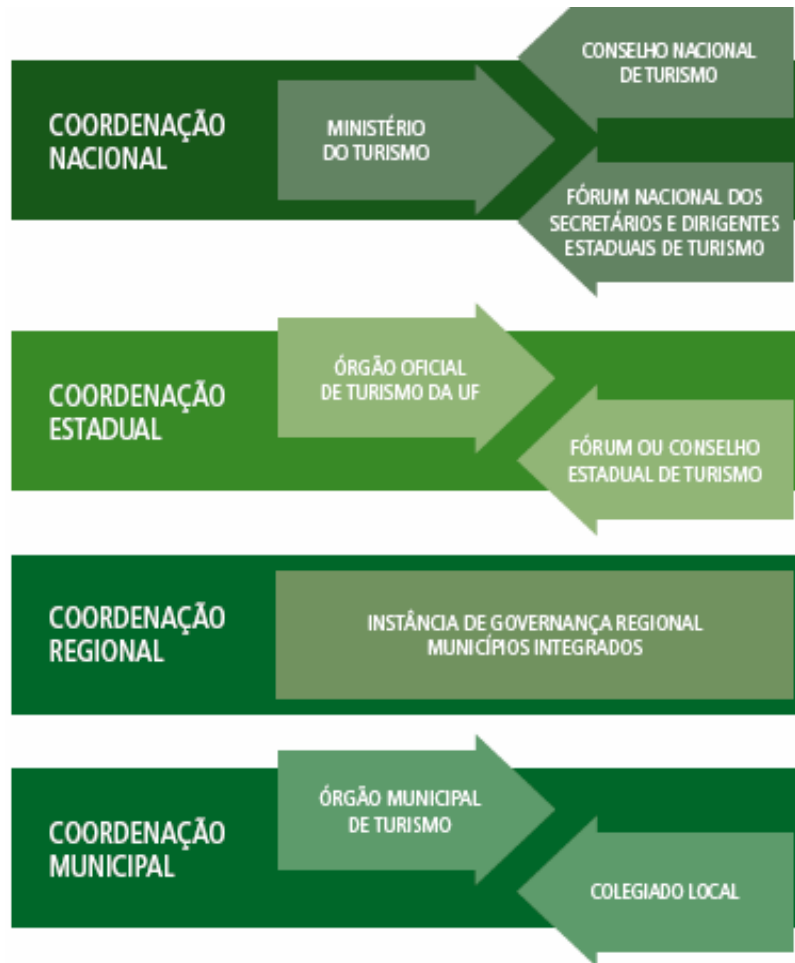 COORDENAÇÃO
NACIONAL
MINISTÉRIO
DO TURISMO
CONSELHO NACIONAL
DE TURISMO
FÓRUM NACIONAL DOS
SECRETÁRIOS E DIRIGENTES
ESTADUAIS DE TURISMO
COORDENAÇÃO
ESTADUAL
ÓRGÃO OFICIAL
DE TURISMO DA UF
FÓRUM OU CONSELHO
ESTADUAL DE TURISMO
COORDENAÇÃO
REGIONAL
INSTÂNCIA DE GOVERNANÇA REGIONAL
MUNICÍPIOS INTEGRADOS
COORDENAÇÃO
MUNICIPAL
ÓRGÃO MUNICIPAL
DE TURISMO
COLEGIADO LOCAL